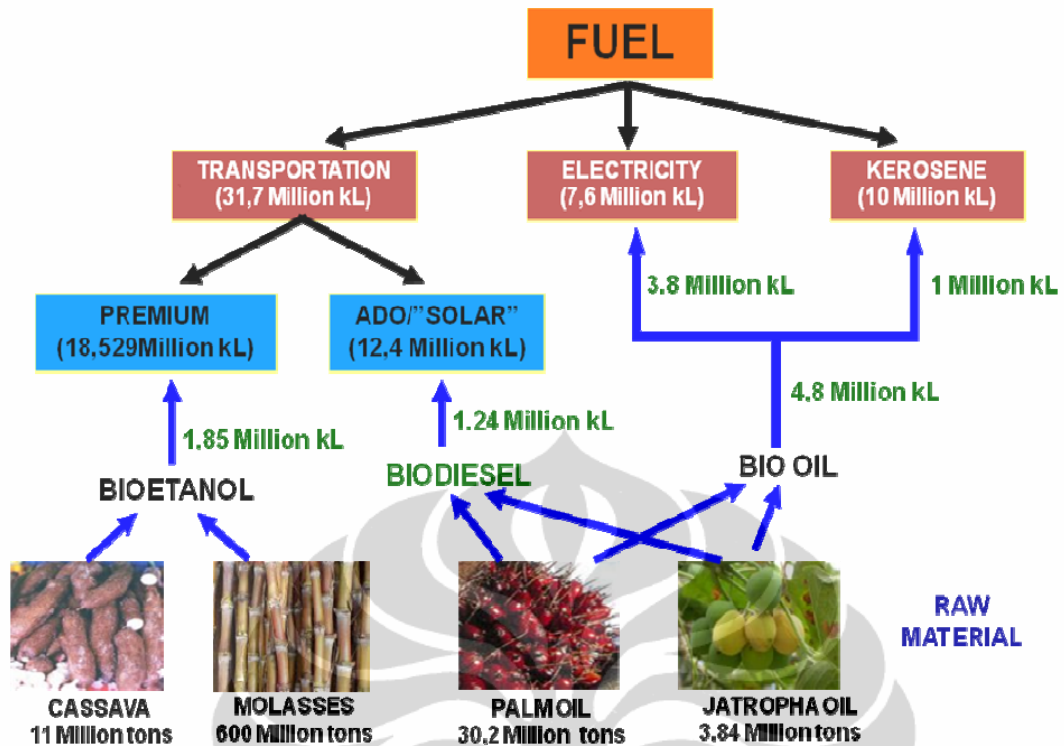 FUEL
TRANSPORTATION
(31,7 Million kL)
ELECTRICITY
(7,6 Million kL)
KEROSENE
(10 Million kL)
3.8 Million kL
1 Million kL
PREMIUM
(18,529Million kL)
ADO/"SOLAR"
(12,4 Million kL)
4.8 Million kL
1.85 Million kL
1.24 Million kL
BIOETANOL
BIODIESEL
BIO OIL
RAW
MATERIAL
CASSAVA
11 Million tons
MOLASSES
600 Million tons
PALM OIL
30,2 Million tons
JATROPHA OIL
3,84 Million tons